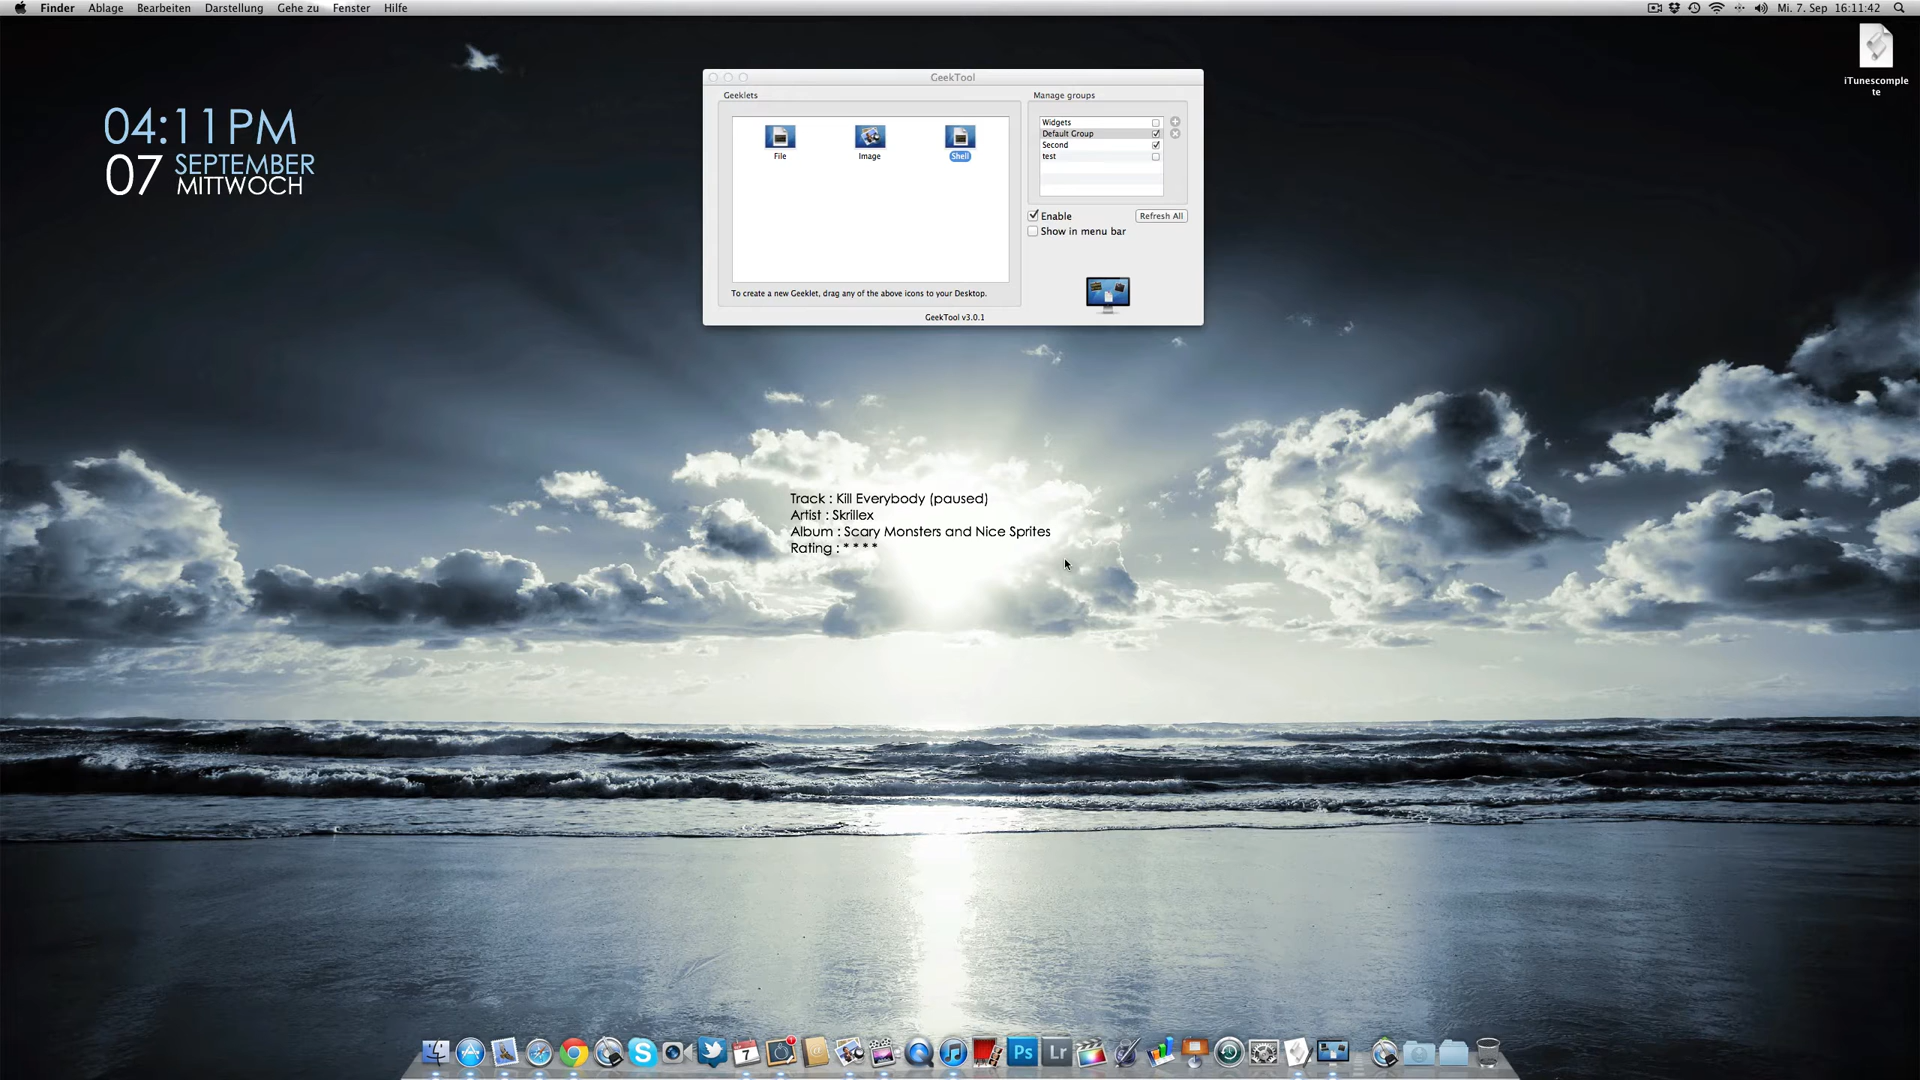 Finder Ablage Bearbeiten Darstellung Gehe zu Fenster Hilfe
Mi. 7. Sep 16:11:42
iTunescomple
te
04:11PM
07 SEPTEMBER
MITTWOCH
GeekTool
Geeklets
File Image Shell
To create a new Geeklet, drag any of the above icons to your Desktop.
Manage groups
Widgets
Default Group
Second
test
Enable
Refresh All
Show in menu bar
GeekTool v3.0.1
Track : Kill Everybody (paused)
Artist : Skrillex
Album : Scary Monsters and Nice Sprites
Rating : * * * *
7
Ps
Lr